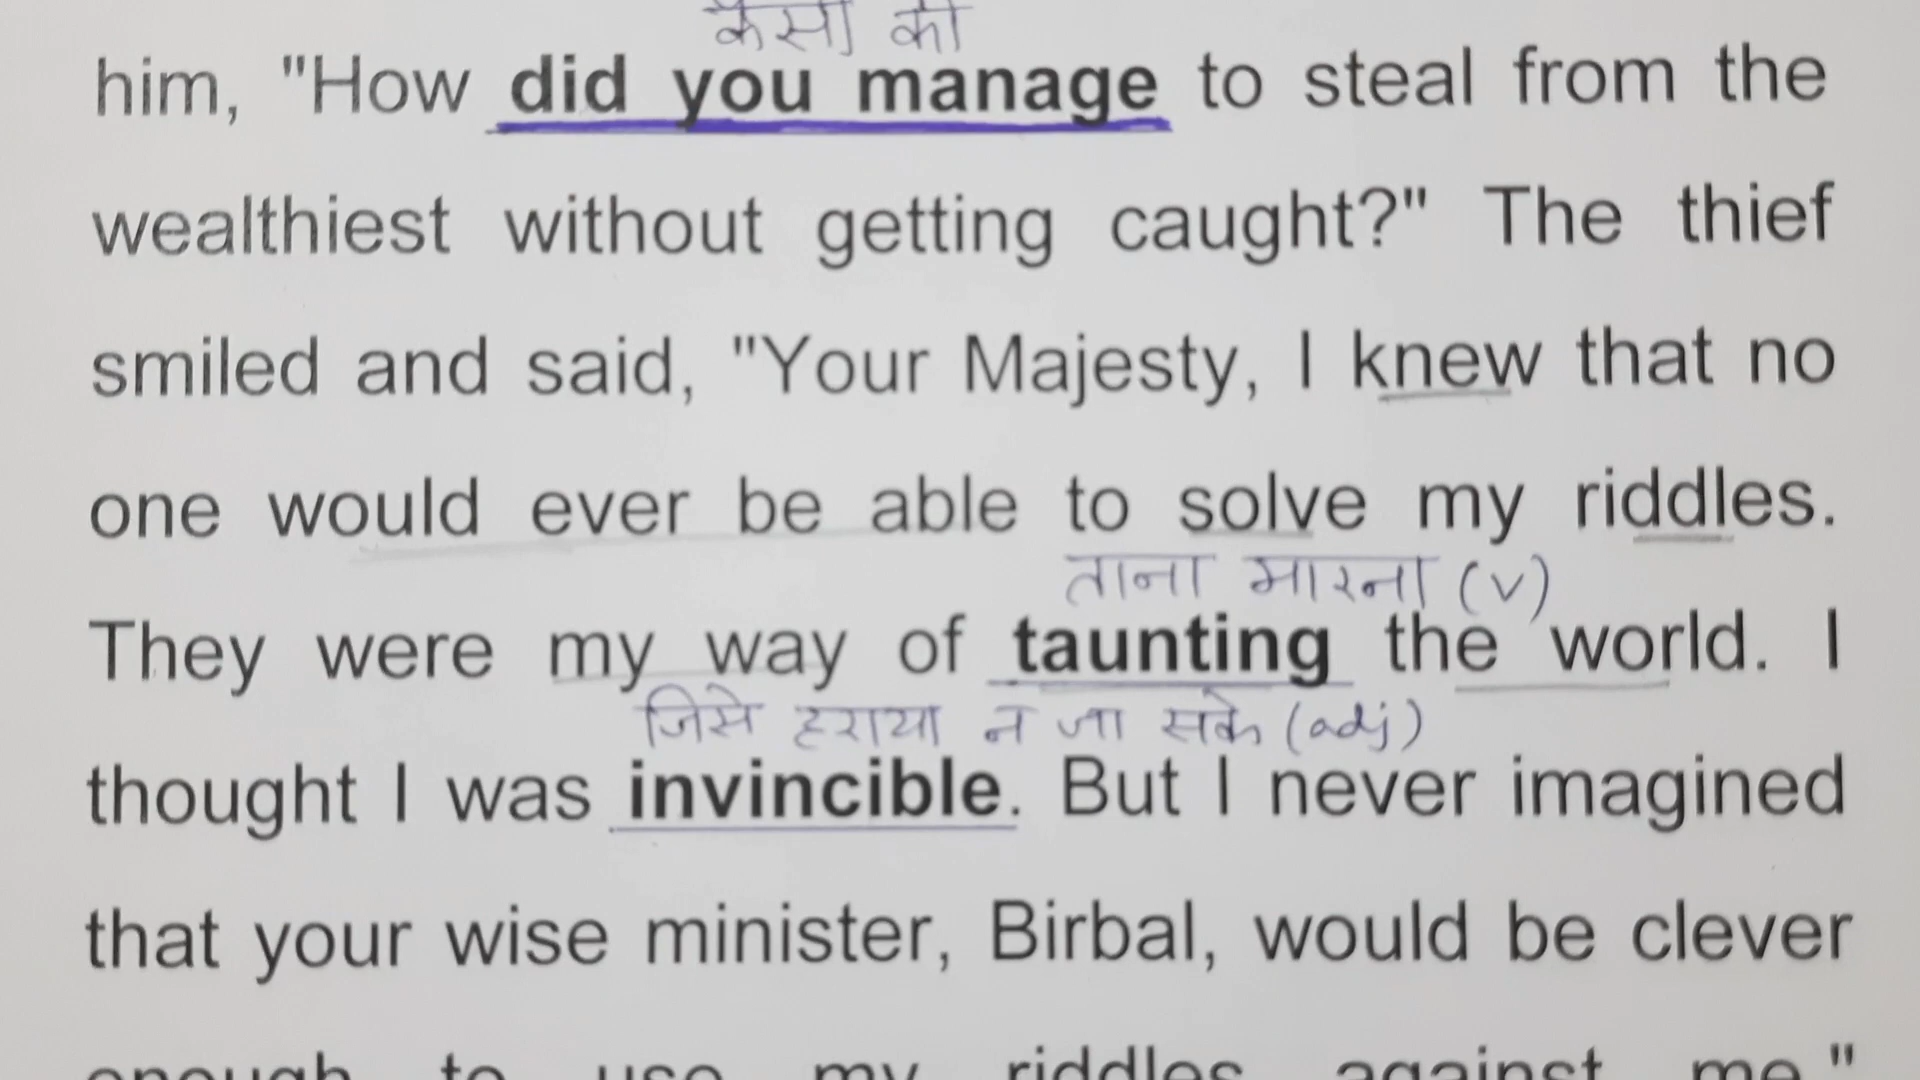 him, "How did you manage to steal from the
wealthiest without getting caught?" The thief
smiled and said, "Your Majesty, I knew that no
one would ever be able to solve my riddles.
ताना मारना (v)
They were my way of taunting the world. I
जिसे हराया न जा सके (adj)
thought I was invincible. But I never imagined
that your wise minister, Birbal, would be clever
enough to use my riddles against me."